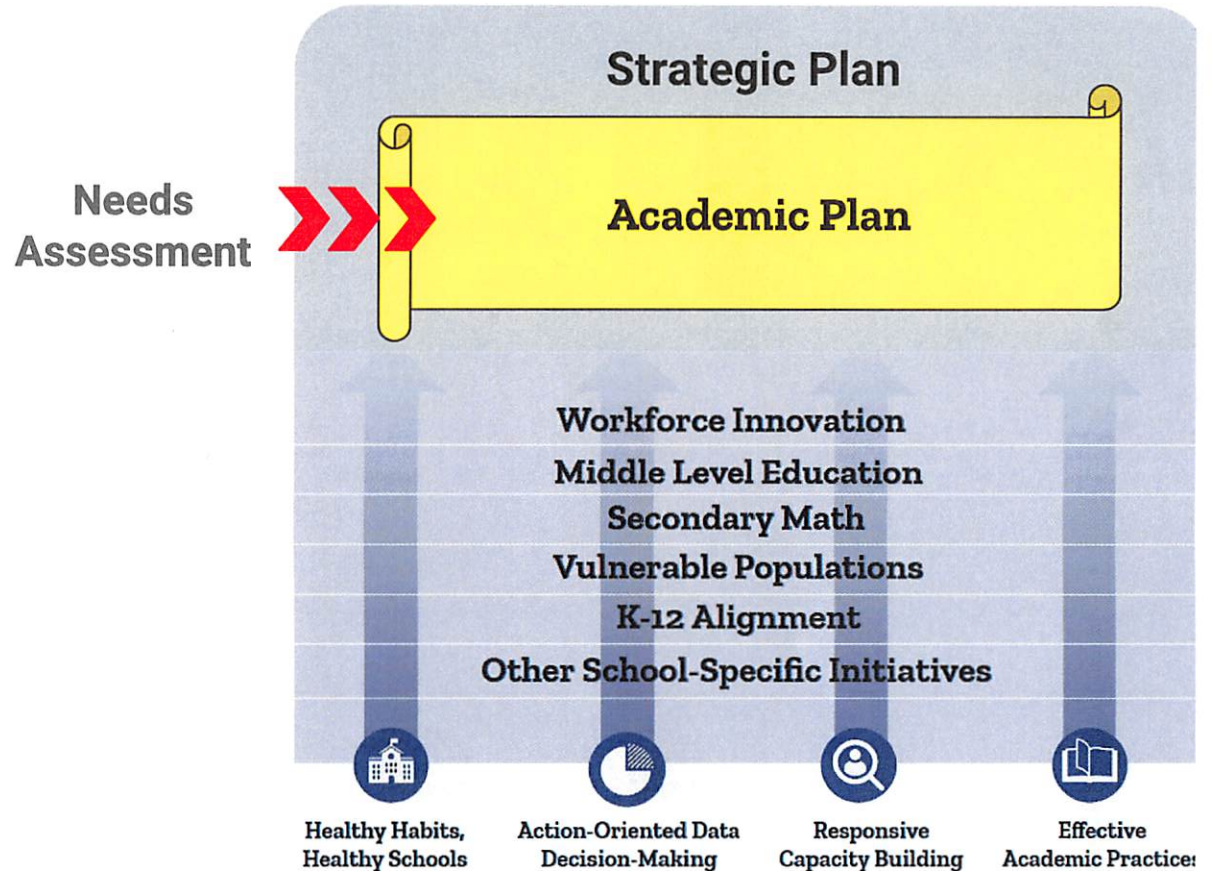 Strategic Plan
Needs
Assessment
Academic Plan
Workforce Innovation
Middle Level Education
Secondary Math
Vulnerable Populations
K-12 Alignment
Other School-Specific Initiatives
Healthy Habits,
Healthy Schools
Action-Oriented Data
Decision-Making
Responsive
Capacity Building
Effective
Academic Practices